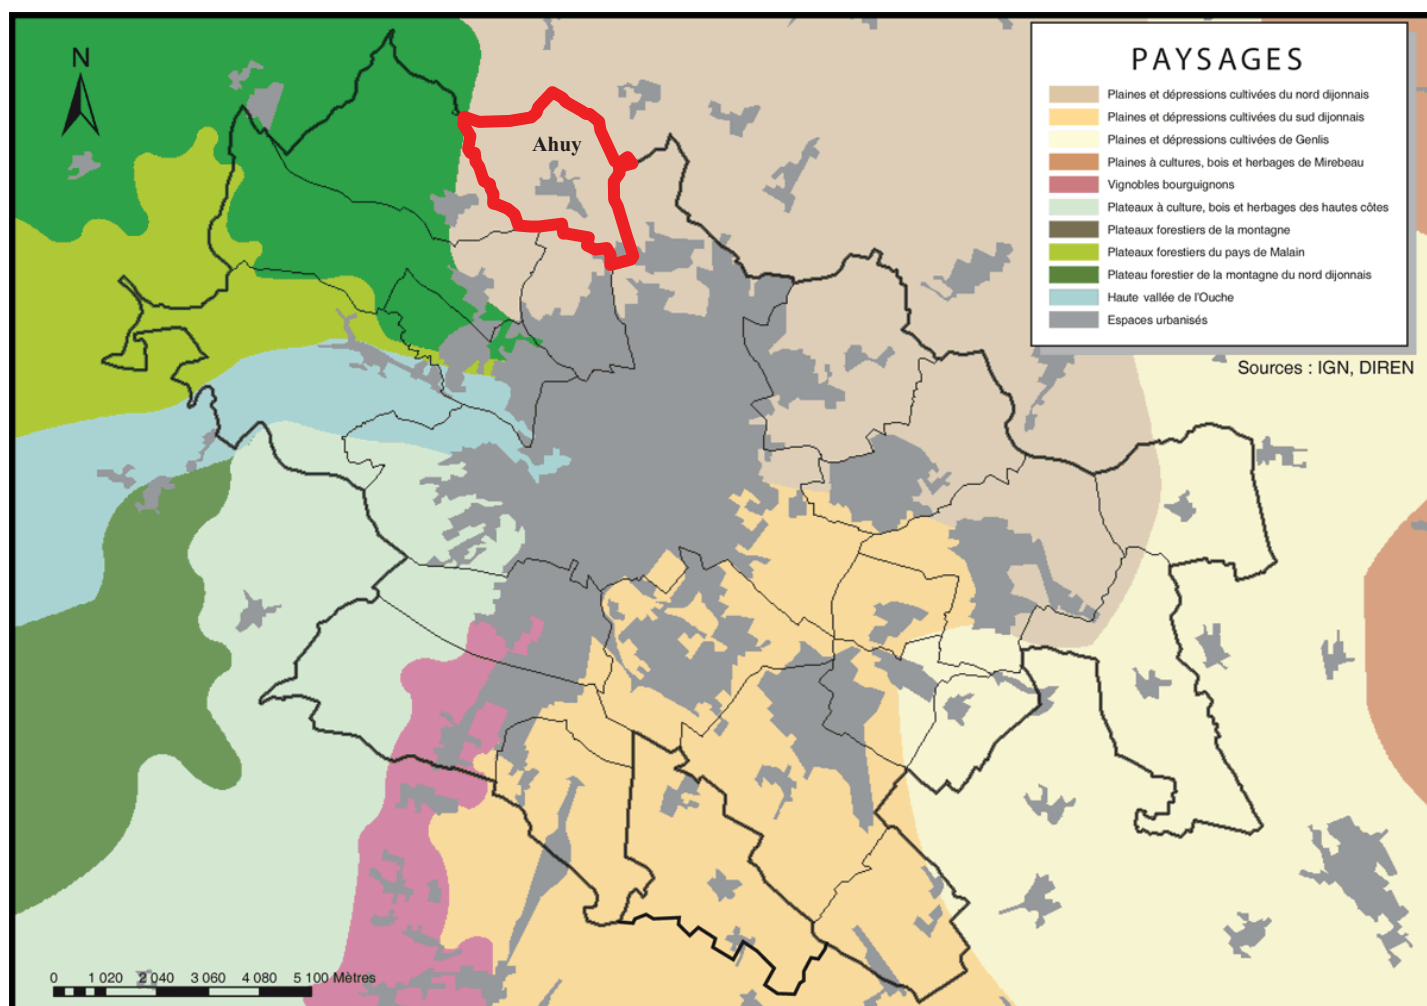 N
Ahuy
PAYSAGES
Plaines et dépressions cultivées du nord dijonnais
Plaines et dépressions cultivées du sud dijonnais
Plaines et dépressions cultivées de Genlis
Plaines à cultures, bois et herbages de Mirebeau
Vignobles bourguignons
Plateaux à culture, bois et herbages des hautes côtes
Plateaux forestiers de la montagne
Plateaux forestiers du pays de Malain
Plateau forestier de la montagne du nord dijonnais
Haute vallée de l'Ouche
Espaces urbanisés
Sources : IGN, DIREN
0 1 020 2 040 3 060 4 080 5 100 Mètres